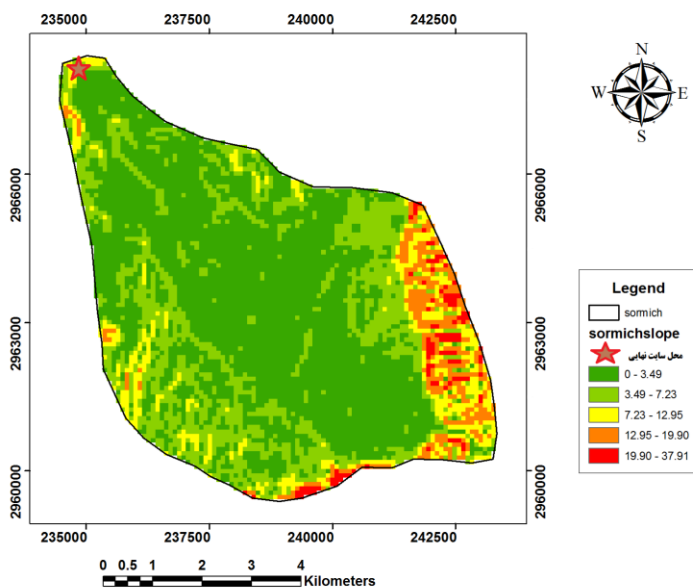 235000 237500 240000 242500
N
W E
S
2966000 2966000
2963000 2963000
2960000 2960000
Legend
sormich
sormichslope
محل سایت نهایی
0 - 3.49
3.49 - 7.23
7.23 - 12.95
12.95 - 19.90
19.90 - 37.91
235000 237500 240000 242500
0 0.5 1 2 3 4
Kilometers